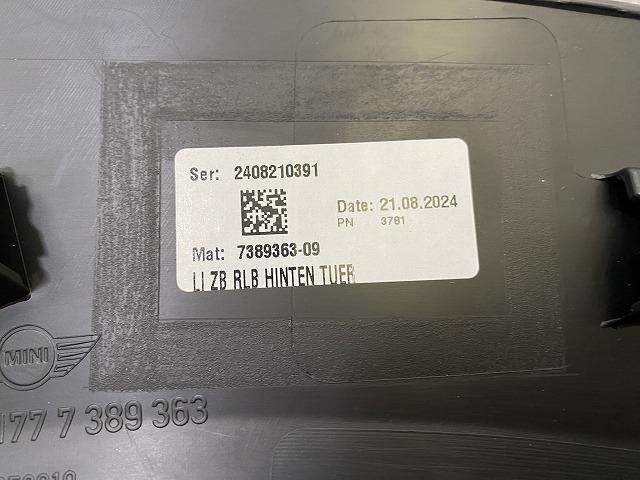 Ser: 2408210391
Date: 21.08.2024
PN 3781
Mat: 7389363-09
LI ZB RLB HINTEN TUER
MINI
1777 7 389 363